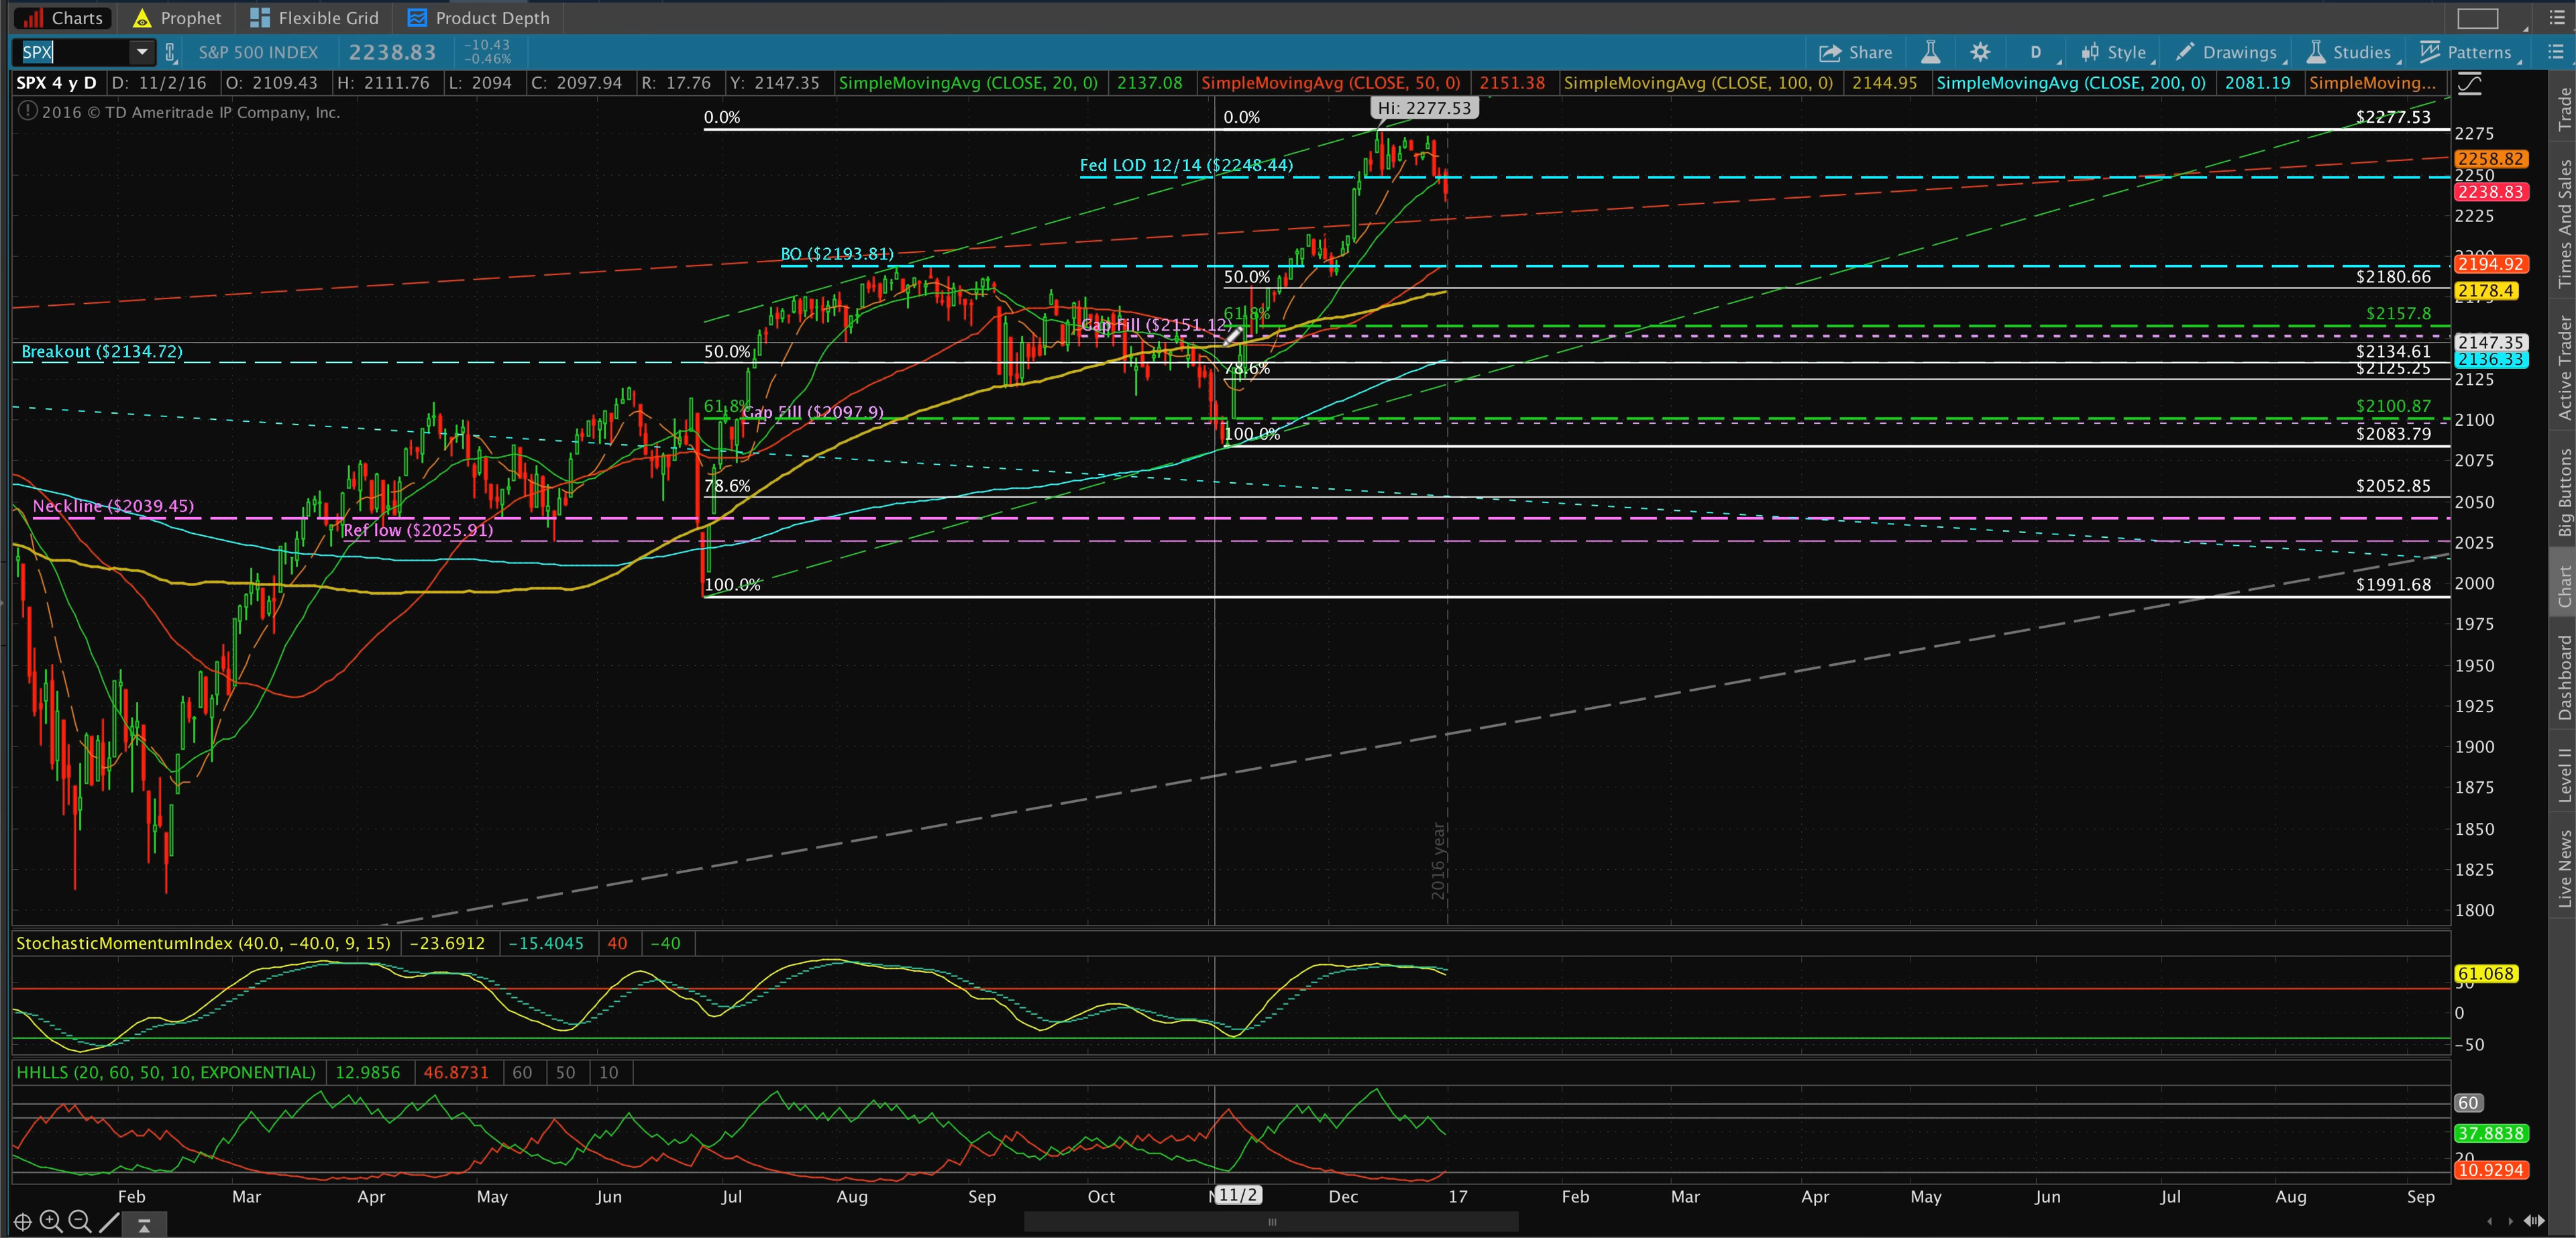 Charts Prophet Flexible Grid Product Depth
SPX S&P 500 INDEX 2238.83 -10.43 -0.46% Share D Style Drawings Studies Patterns
SPX 4 y D D: 11/2/16 O: 2109.43 H: 2111.76 L: 2094 C: 2097.94 R: 17.76 Y: 2147.35 SimpleMovingAvg (CLOSE, 20, 0) 2137.08 SimpleMovingAvg (CLOSE, 50, 0) 2151.38 SimpleMovingAvg (CLOSE, 100, 0) 2144.95 SimpleMovingAvg (CLOSE, 200, 0) 2081.19 SimpleMoving...
2016 © TD Ameritrade IP Company, Inc.
Hi: 2277.53
0.0% 0.0% $2277.53
2275
Fed LOD 12/14 ($2248.44) 2258.82
2250
2238.83
2225
BO ($2193.81)
2194.92
50.0% $2180.66
2178.4
61.8% $2157.8
Gap Fill ($2151.12)
2147.35
Breakout ($2134.72) 50.0% $2134.61
2136.33
78.6% $2125.25
2125
61.8% $2100.87
Gap Fill ($2097.9) 2100
100.0% $2083.79
2075
78.6% $2052.85
Neckline ($2039.45) 2050
Ref low ($2025.91)
2025
100.0% $1991.68
2000
1975
1950
1925
1900
1875
1850
1825
1800
2016 year
StochasticMomentumIndex (40.0, -40.0, 9, 15) -23.6912 -15.4045 40 -40
61.068
0
-50
HHLLS (20, 60, 50, 10, EXPONENTIAL) 12.9856 46.8731 60 50 10
60
37.8838
20
10.9294
Feb Mar Apr May Jun Jul Aug Sep Oct 11/2 Dec 17 Feb Mar Apr May Jun Jul Aug Sep
Trade
Times And Sales
Active Trader
Big Buttons
Chart
Dashboard
Level II
Live News